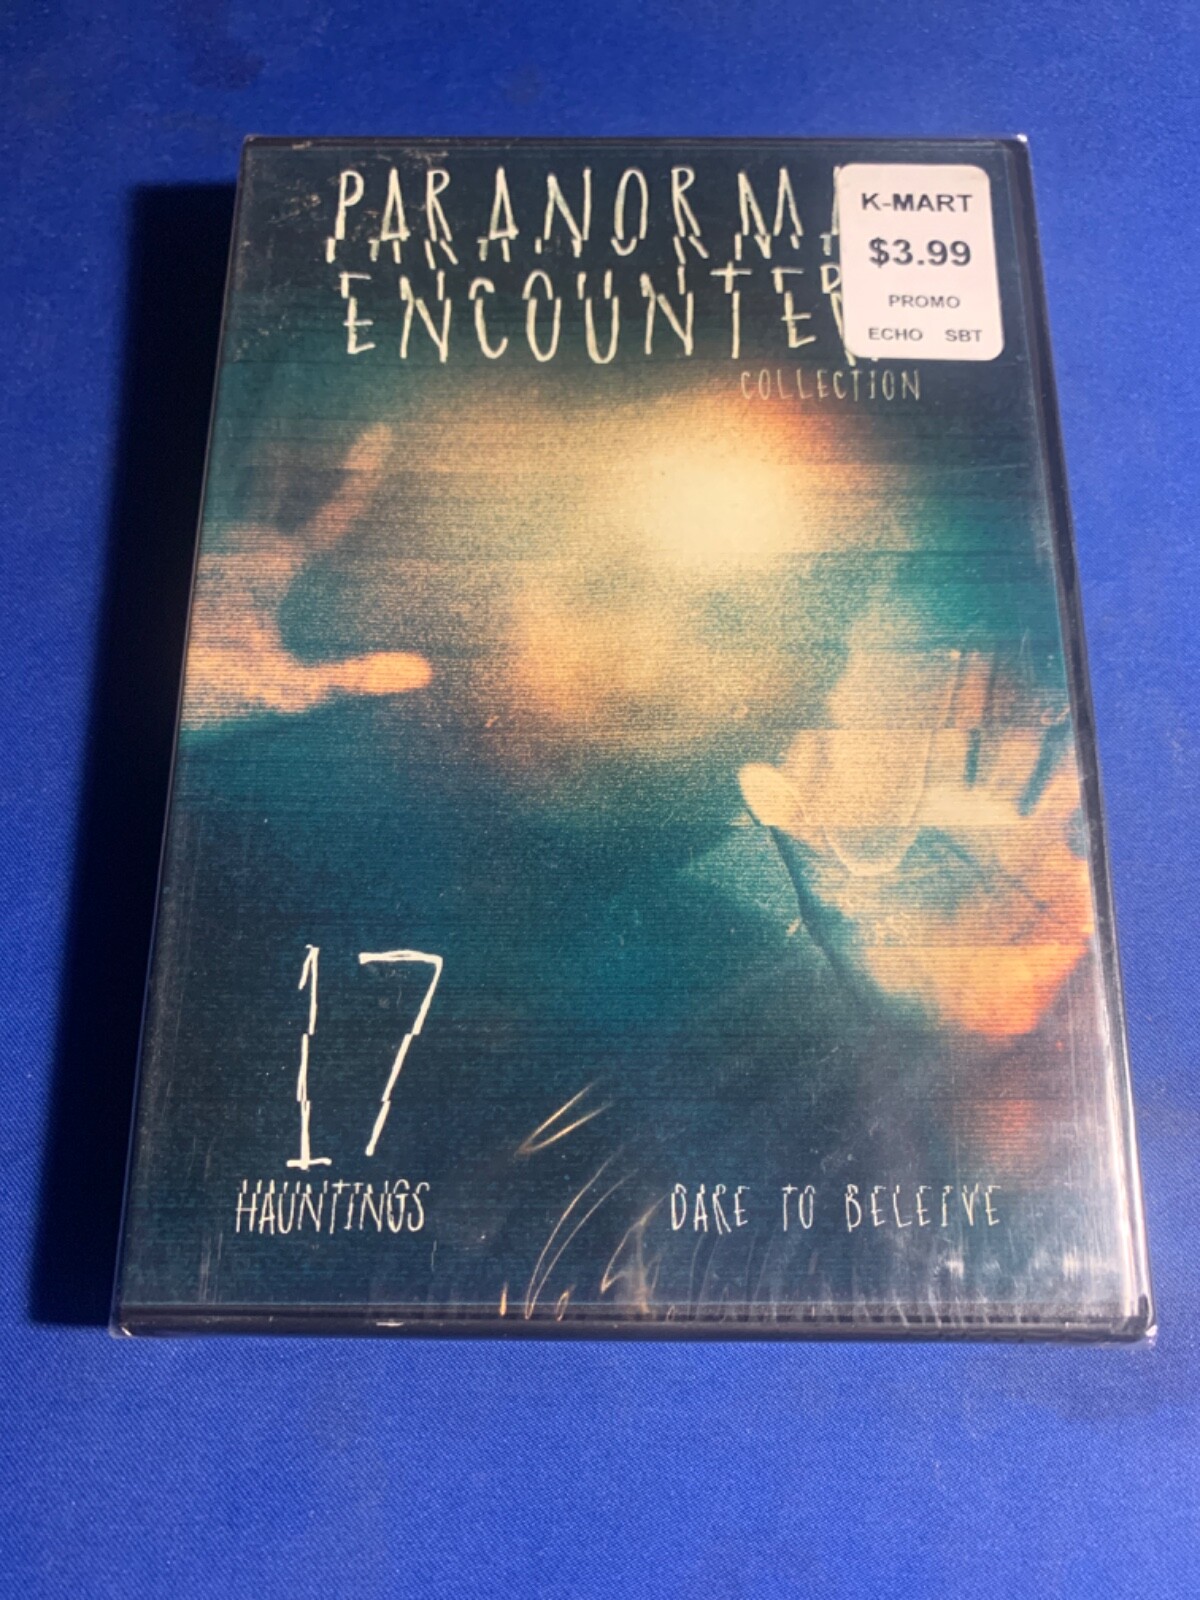 PARANORMA
ENCOUNTER
COLLECTION
K-MART
$3.99
PROMO
ECHO SBT
17
HAUNTINGS
DARE TO BELEIVE